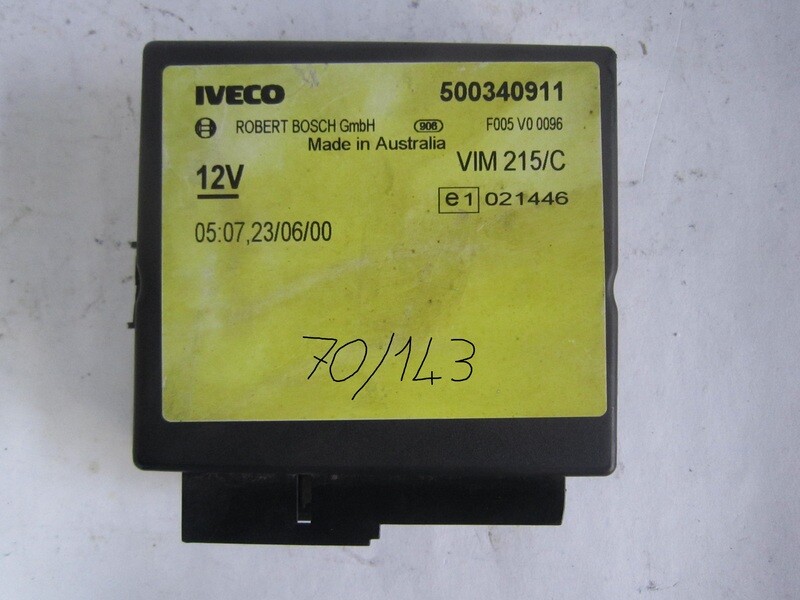 IVECO 500340911
ROBERT BOSCH GmbH 906 F005 V0 0096
Made in Australia
12V VIM 215/C
e1 021446
05:07,23/06/00
70/143